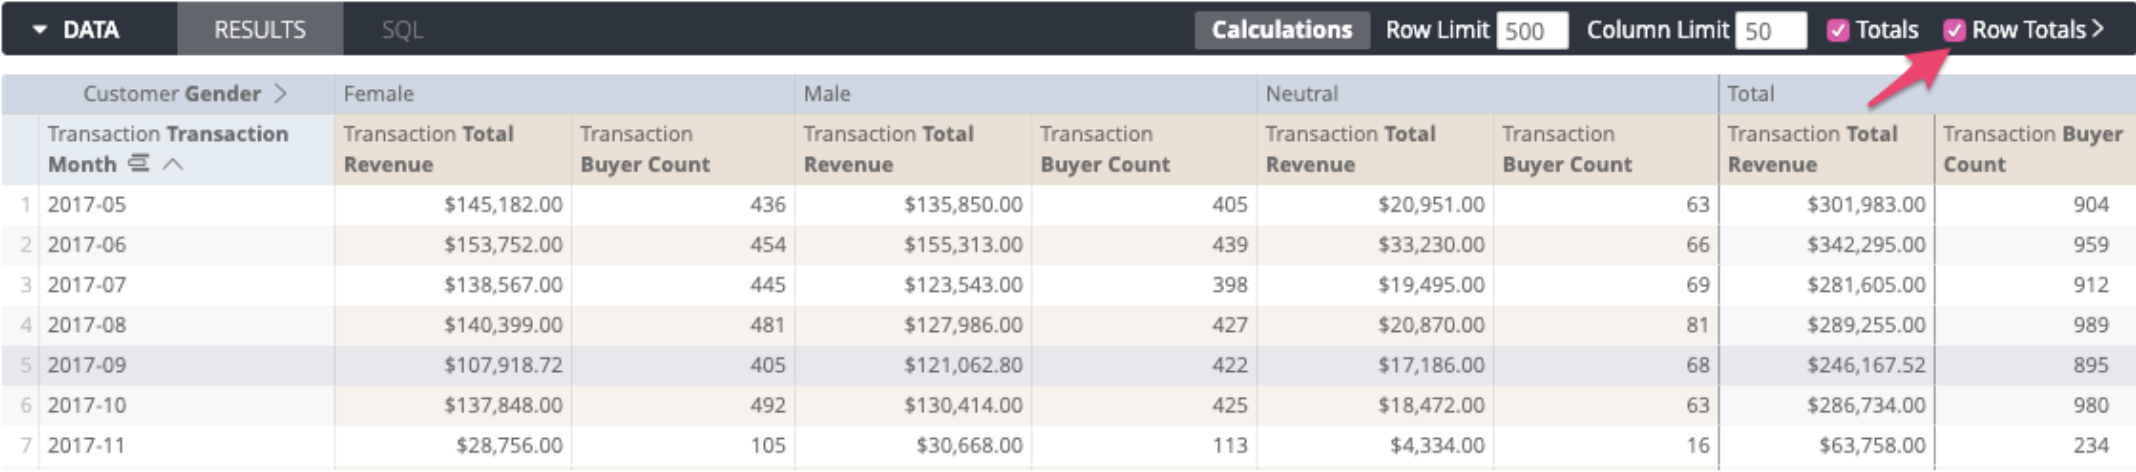 DATA RESULTS SQL Calculations Row Limit 500 Column Limit 50 Totals Row Totals
Customer Gender Female Male Neutral Total
Transaction Transaction Transaction Total Transaction Transaction Total Transaction Transaction Total Transaction Transaction Total Transaction Buyer
Month Revenue Buyer Count Revenue Buyer Count Revenue Buyer Count Revenue Count
1 2017-05 $145,182.00 436 $135,850.00 405 $20,951.00 63 $301,983.00 904
2 2017-06 $153,752.00 454 $155,313.00 439 $33,230.00 66 $342,295.00 959
3 2017-07 $138,567.00 445 $123,543.00 398 $19,495.00 69 $281,605.00 912
4 2017-08 $140,399.00 481 $127,986.00 427 $20,870.00 81 $289,255.00 989
5 2017-09 $107,918.72 405 $121,062.80 422 $17,186.00 68 $246,167.52 895
6 2017-10 $137,848.00 492 $130,414.00 425 $18,472.00 63 $286,734.00 980
7 2017-11 $28,756.00 105 $30,668.00 113 $4,334.00 16 $63,758.00 234